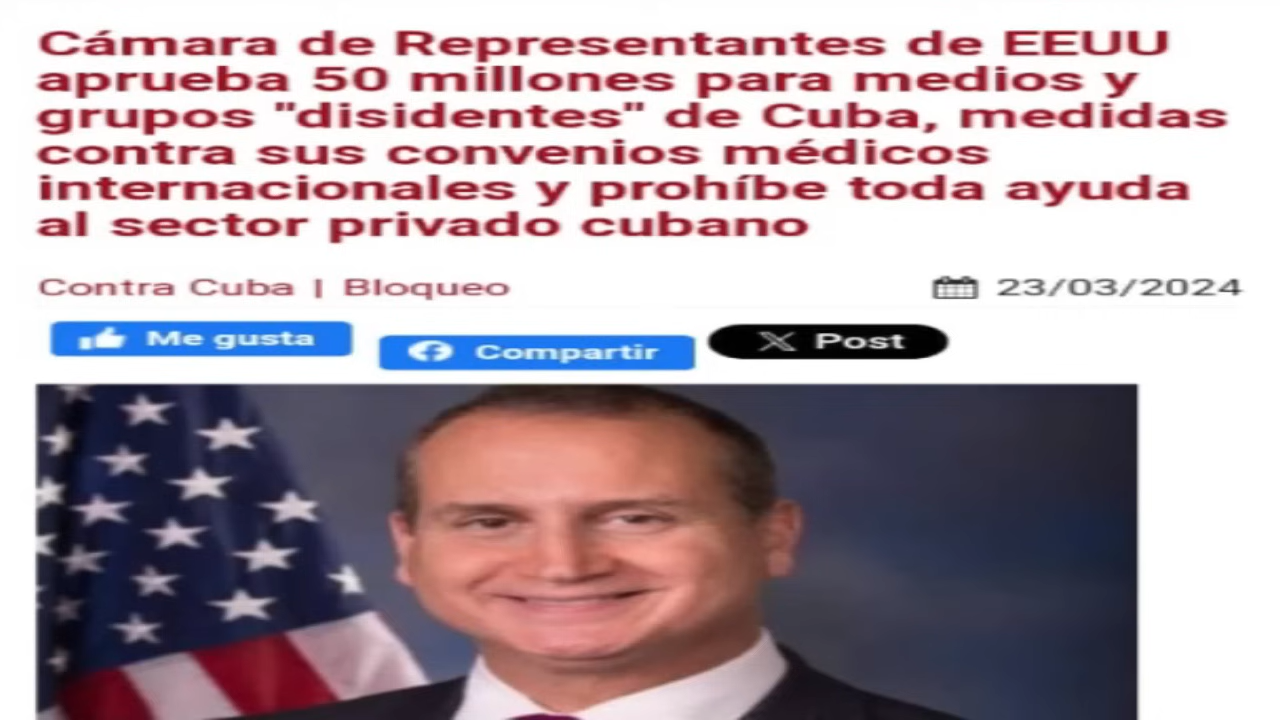 Cámara de Representantes de EEUU
aprueba 50 millones para medios y
grupos "disidentes" de Cuba, medidas
contra sus convenios médicos
internacionales y prohíbe toda ayuda
al sector privado cubano
Contra Cuba | Bloqueo
23/03/2024
Me gusta
Compartir
Post